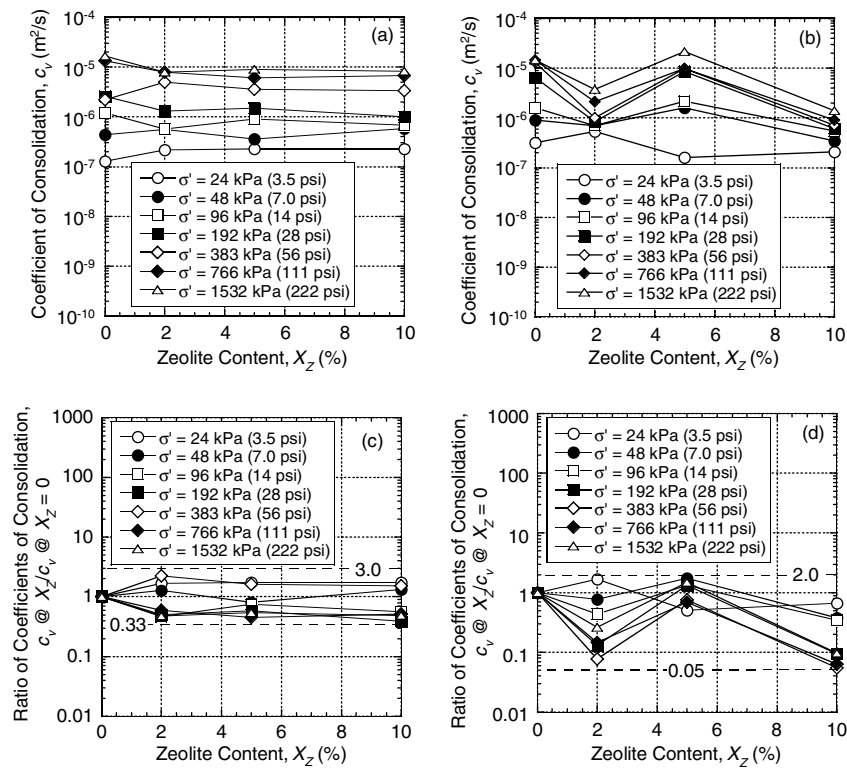 (a)
Coefficient of Consolidation, cᵥ (m²/s)
10⁻⁴
10⁻⁵
10⁻⁶
10⁻⁷
10⁻⁸
10⁻⁹
10⁻¹⁰
σ' = 24 kPa (3.5 psi)
σ' = 48 kPa (7.0 psi)
σ' = 96 kPa (14 psi)
σ' = 192 kPa (28 psi)
σ' = 383 kPa (56 psi)
σ' = 766 kPa (111 psi)
σ' = 1532 kPa (222 psi)
0 2 4 6 8 10
Zeolite Content, X_Z (%)
(b)
Coefficient of Consolidation, cᵥ (m²/s)
10⁻⁴
10⁻⁵
10⁻⁶
10⁻⁷
10⁻⁸
10⁻⁹
10⁻¹⁰
σ' = 24 kPa (3.5 psi)
σ' = 48 kPa (7.0 psi)
σ' = 96 kPa (14 psi)
σ' = 192 kPa (28 psi)
σ' = 383 kPa (56 psi)
σ' = 766 kPa (111 psi)
σ' = 1532 kPa (222 psi)
0 2 4 6 8 10
Zeolite Content, X_Z (%)
(c)
Ratio of Coefficients of Consolidation,
cᵥ @ X_Z/cᵥ @ X_Z = 0
1000
100
10
1
0.1
0.01
σ' = 24 kPa (3.5 psi)
σ' = 48 kPa (7.0 psi)
σ' = 96 kPa (14 psi)
σ' = 192 kPa (28 psi)
σ' = 383 kPa (56 psi)
σ' = 766 kPa (111 psi)
σ' = 1532 kPa (222 psi)
3.0
0.33
0 2 4 6 8 10
Zeolite Content, X_Z (%)
(d)
Ratio of Coefficients of Consolidation,
cᵥ @ X_Z/cᵥ @ X_Z = 0
1000
100
10
1
0.1
0.01
σ' = 24 kPa (3.5 psi)
σ' = 48 kPa (7.0 psi)
σ' = 96 kPa (14 psi)
σ' = 192 kPa (28 psi)
σ' = 383 kPa (56 psi)
σ' = 766 kPa (111 psi)
σ' = 1532 kPa (222 psi)
2.0
0.05
0 2 4 6 8 10
Zeolite Content, X_Z (%)